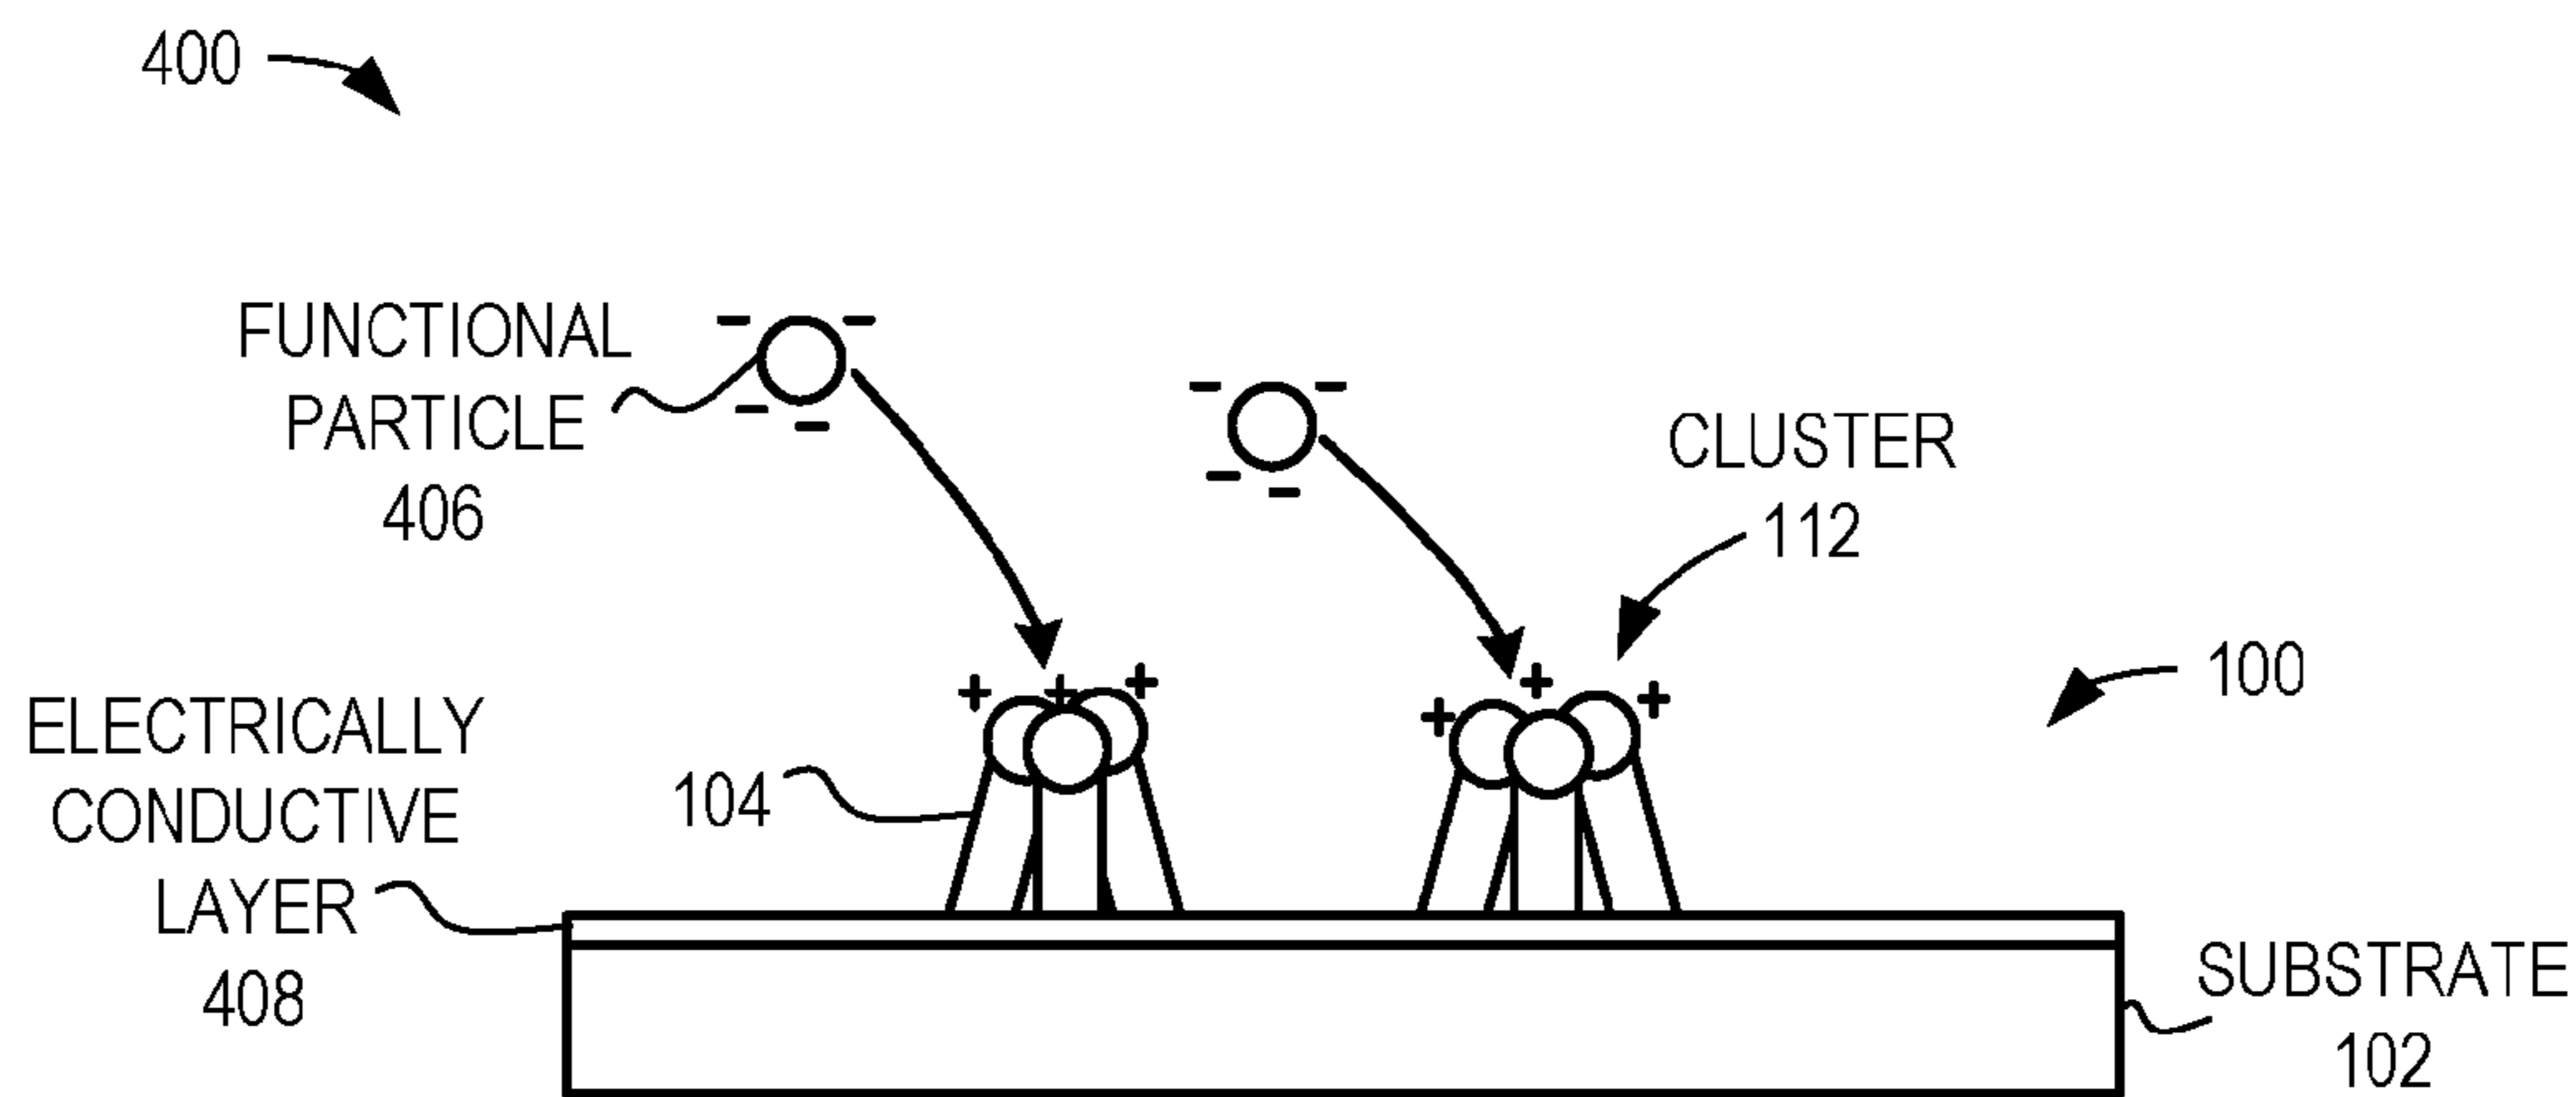 400
FUNCTIONAL
PARTICLE
406
CLUSTER
112
100
ELECTRICALLY
CONDUCTIVE
LAYER
408
104
SUBSTRATE
102